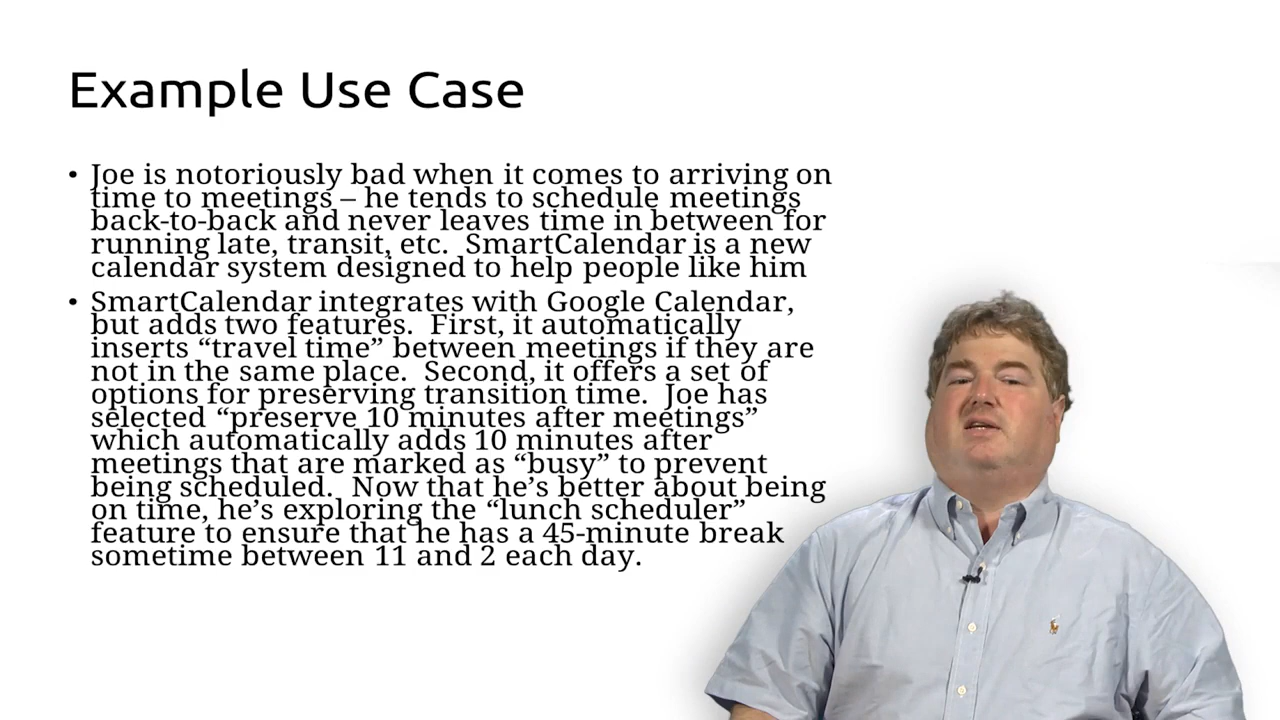 Example Use Case
• Joe is notoriously bad when it comes to arriving on
time to meetings – he tends to schedule meetings
back-to-back and never leaves time in between for
running late, transit, etc.  SmartCalendar is a new
calendar system designed to help people like him
• SmartCalendar integrates with Google Calendar,
but adds two features.  First, it automatically
inserts “travel time” between meetings if they are
not in the same place.  Second, it offers a set of
options for preserving transition time.  Joe has
selected “preserve 10 minutes after meetings”
which automatically adds 10 minutes after
meetings that are marked as “busy” to prevent
being scheduled.  Now that he’s better about being
on time, he’s exploring the “lunch scheduler”
feature to ensure that he has a 45-minute break
sometime between 11 and 2 each day.